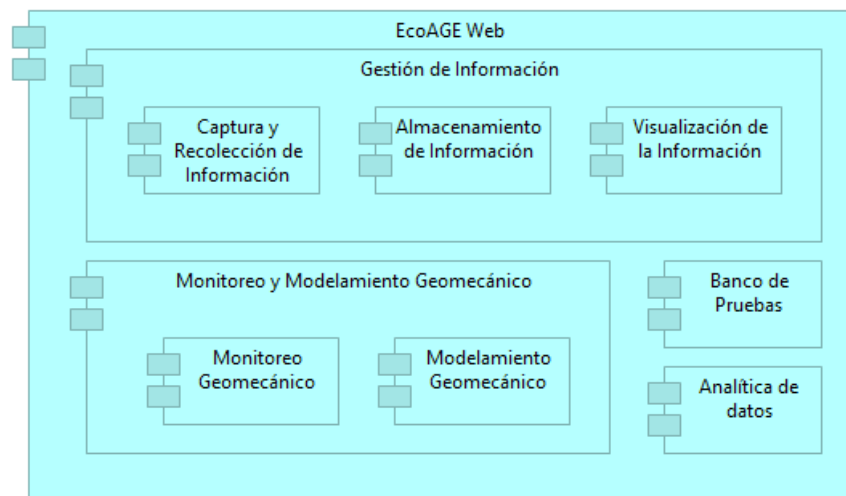 EcoAGE Web
Gestión de Información
Captura y
Recolección de
Información
Almacenamiento
de Información
Visualización de
la Información
Monitoreo y Modelamiento Geomecánico
Monitoreo
Geomecánico
Modelamiento
Geomecánico
Banco de
Pruebas
Analítica de
datos